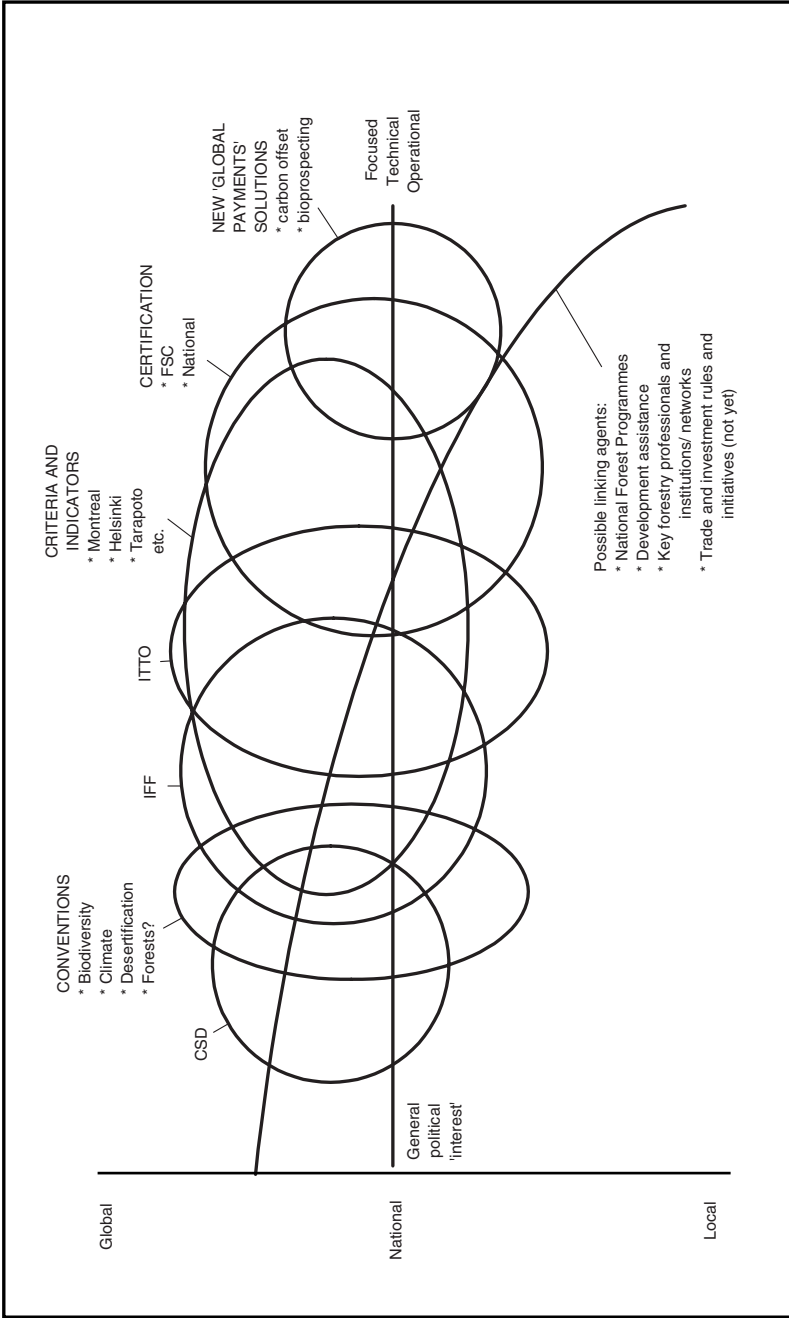 Global
National
Local
General
political
'interest'
CSD
CONVENTIONS
* Biodiversity
* Climate
* Desertification
* Forests?
IFF
ITTO
CRITERIA AND
INDICATORS
* Montreal
* Helsinki
* Tarapoto
etc.
CERTIFICATION
* FSC
* National
NEW 'GLOBAL
PAYMENTS'
SOLUTIONS
* carbon offset
* bioprospecting
Focused
Technical
Operational
Possible linking agents:
* National Forest Programmes
* Development assistance
* Key forestry professionals and
institutions/ networks
* Trade and investment rules and
initiatives (not yet)